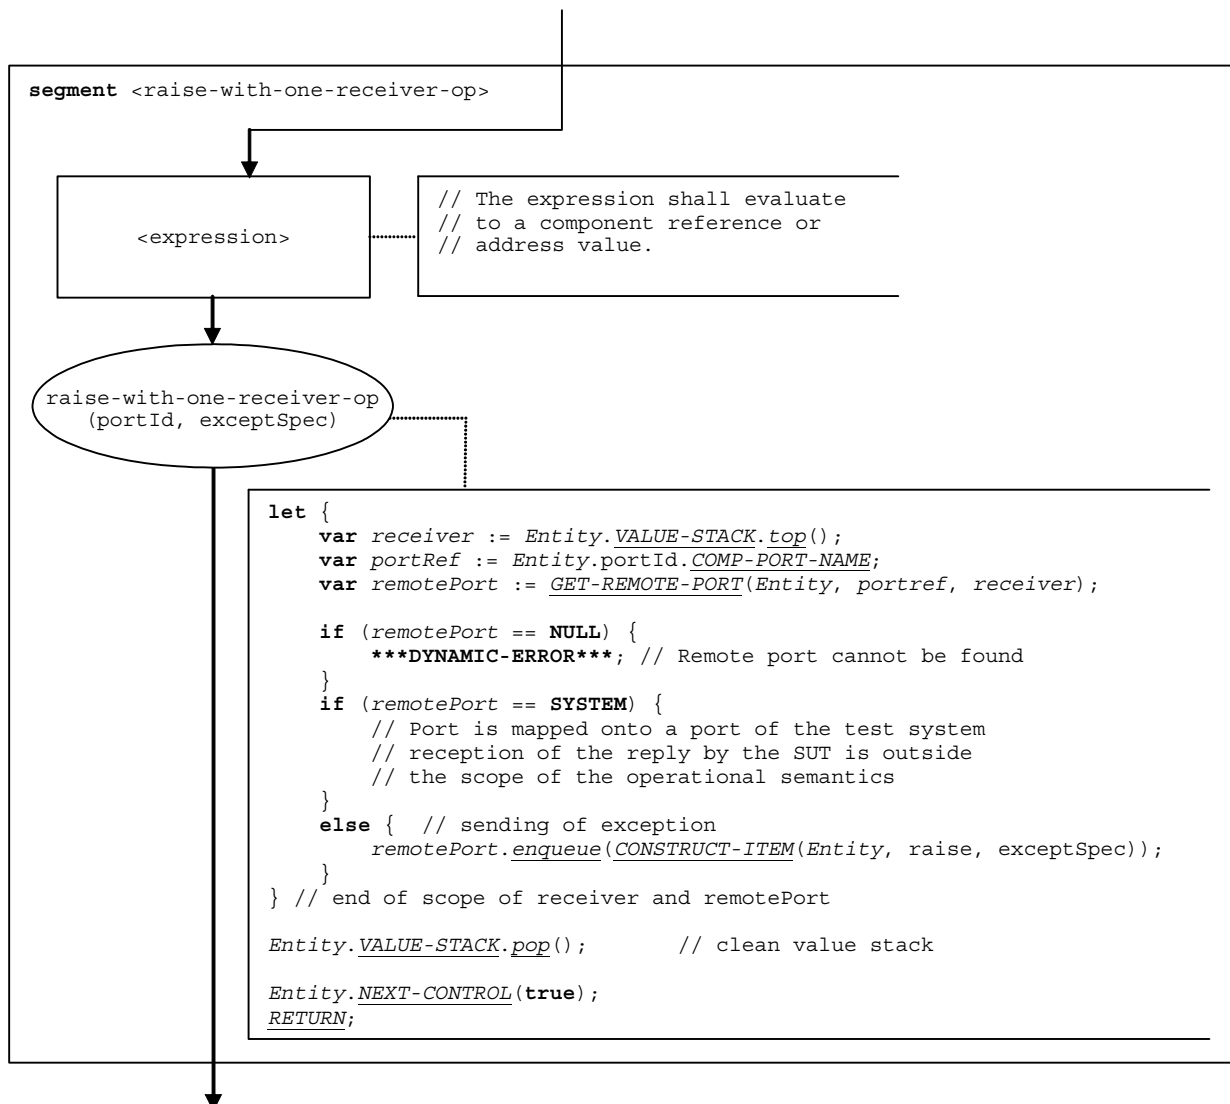 segment <raise-with-one-receiver-op>
<expression>
// The expression shall evaluate
// to a component reference or
// address value.
raise-with-one-receiver-op
(portId, exceptSpec)
let {
var receiver := Entity.VALUE-STACK.top();
var portRef := Entity.portId.COMP-PORT-NAME;
var remotePort := GET-REMOTE-PORT(Entity, portref, receiver);
if (remotePort == NULL) {
***DYNAMIC-ERROR***; // Remote port cannot be found
}
if (remotePort == SYSTEM) {
// Port is mapped onto a port of the test system
// reception of the reply by the SUT is outside
// the scope of the operational semantics
}
else { // sending of exception
remotePort.enqueue(CONSTRUCT-ITEM(Entity, raise, exceptSpec));
}
} // end of scope of receiver and remotePort
Entity.VALUE-STACK.pop(); // clean value stack
Entity.NEXT-CONTROL(true);
RETURN;